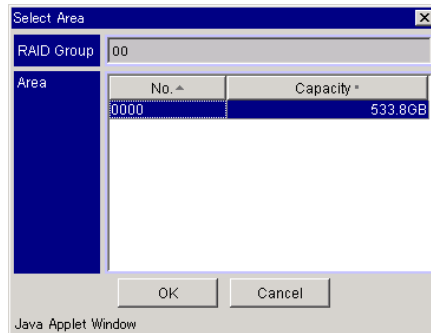 Select Area
RAID Group 00
Area
No. Capacity
0000 533.8GB
OK Cancel
Java Applet Window